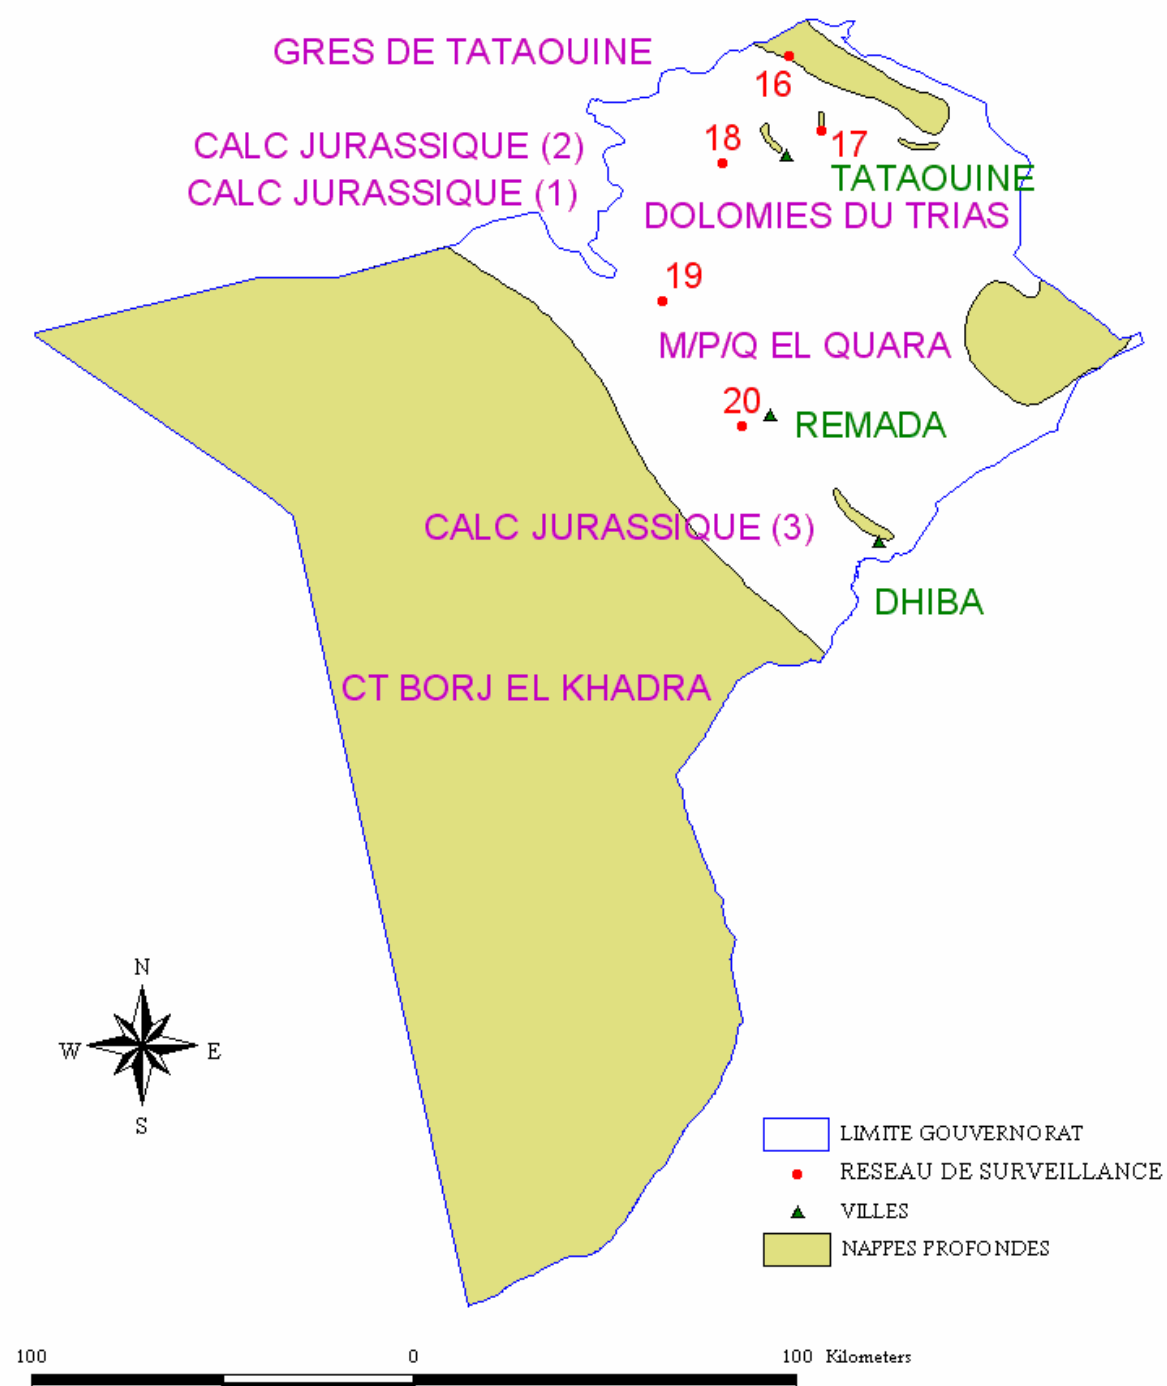 GRES DE TATAOUINE
16
CALC JURASSIQUE (2)
18
17
CALC JURASSIQUE (1)
TATAOUINE
DOLOMIES DU TRIAS
19
M/P/Q EL QUARA
20
REMADA
CALC JURASSIQUE (3)
DHIBA
CT BORJ EL KHADRA
N
W
E
S
LIMITE GOUVERNORAT
RESEAU DE SURVEILLANCE
VILLES
NAPPES PROFONDES
100 0 100 Kilometers